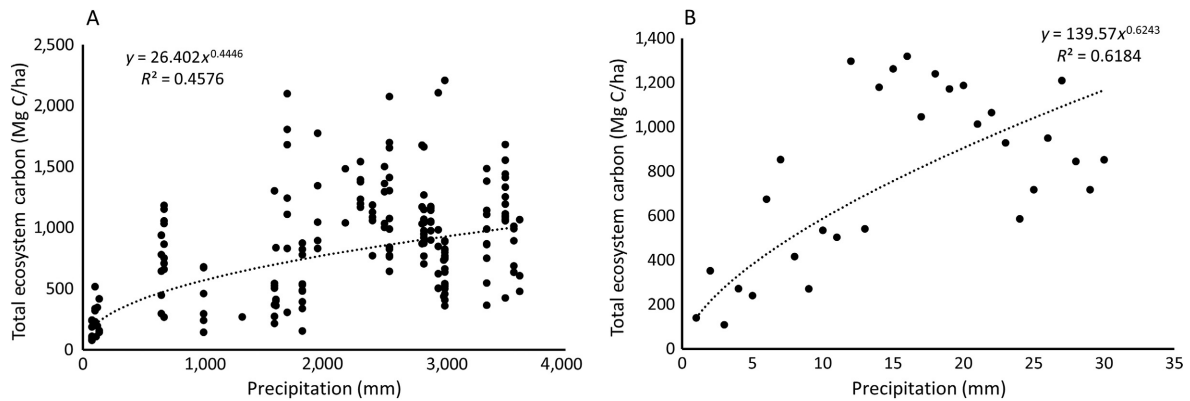 A
y = 26.402x^0.4446
R² = 0.4576
Total ecosystem carbon (Mg C/ha)
2,500
2,000
1,500
1,000
500
0
0 1,000 2,000 3,000 4,000
Precipitation (mm)
B
y = 139.57x^0.6243
R² = 0.6184
Total ecosystem carbon (Mg C/ha)
1,400
1,200
1,000
800
600
400
200
0
0 5 10 15 20 25 30 35
Precipitation (mm)